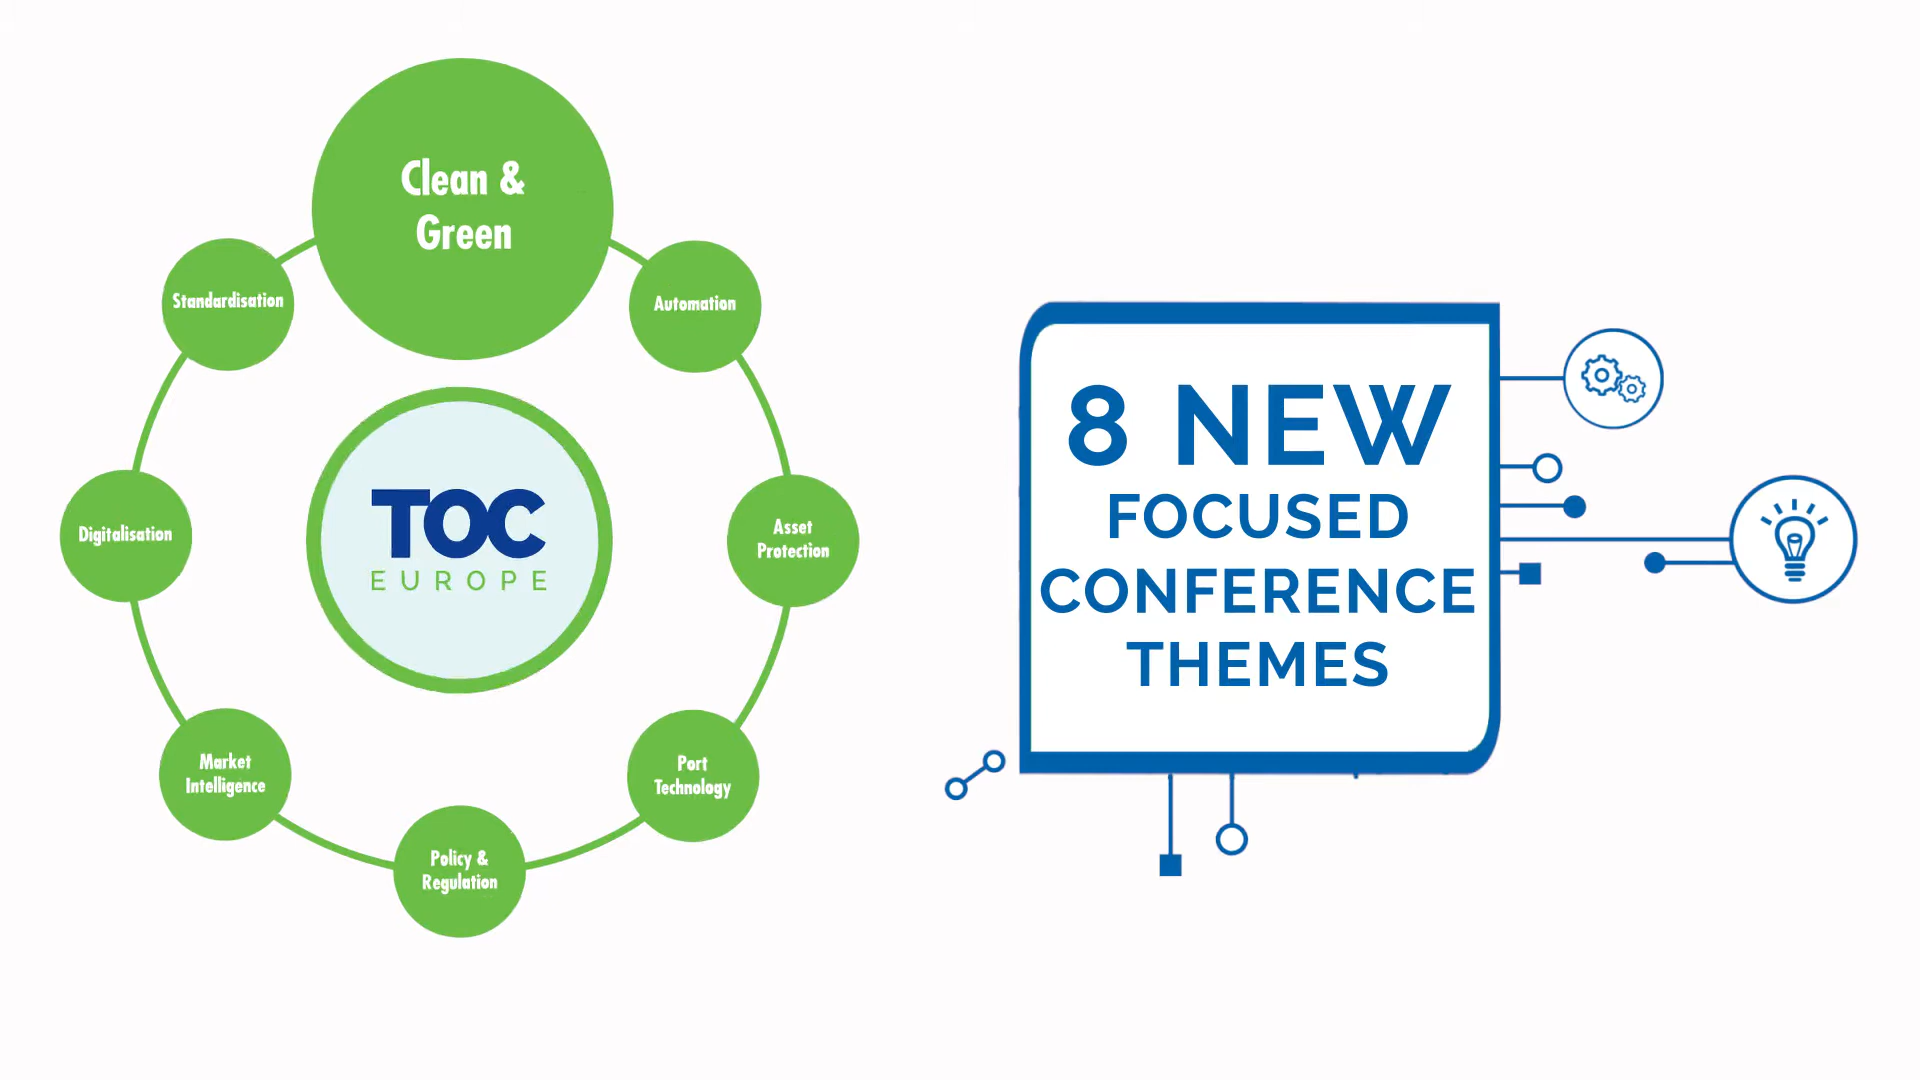 Clean &
Green
Standardisation
Automation
TOC
EUROPE
Digitalisation
Asset
Protection
Market
Intelligence
Port
Technology
Policy &
Regulation
8 NEW
FOCUSED
CONFERENCE
THEMES